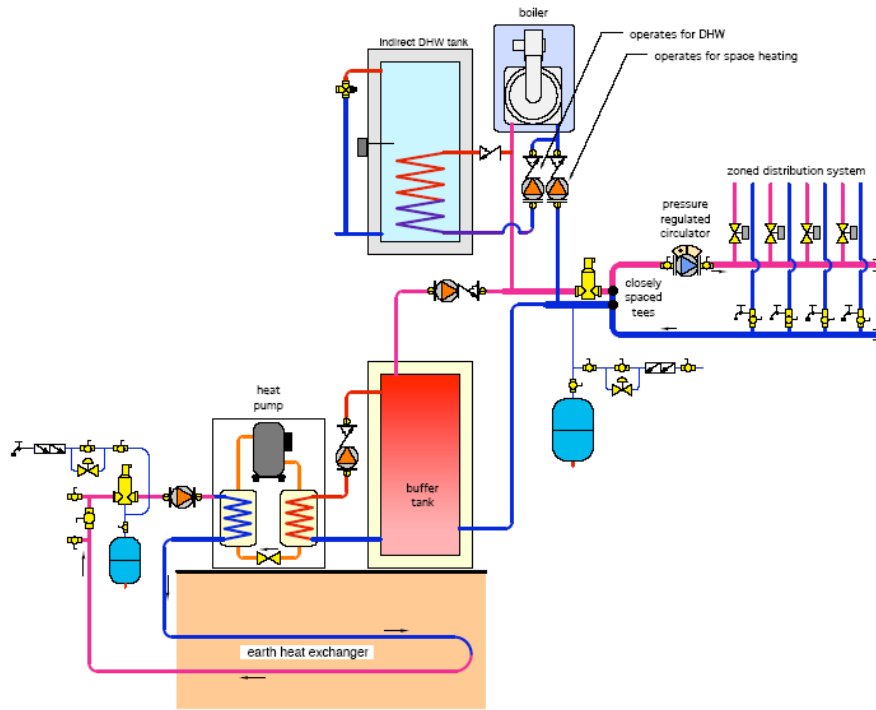 boiler
operates for DHW
Indirect DHW tank
operates for space heating
zoned distribution system
pressure
regulated
circulator
closely
spaced
tees
heat
pump
buffer
tank
earth heat exchanger